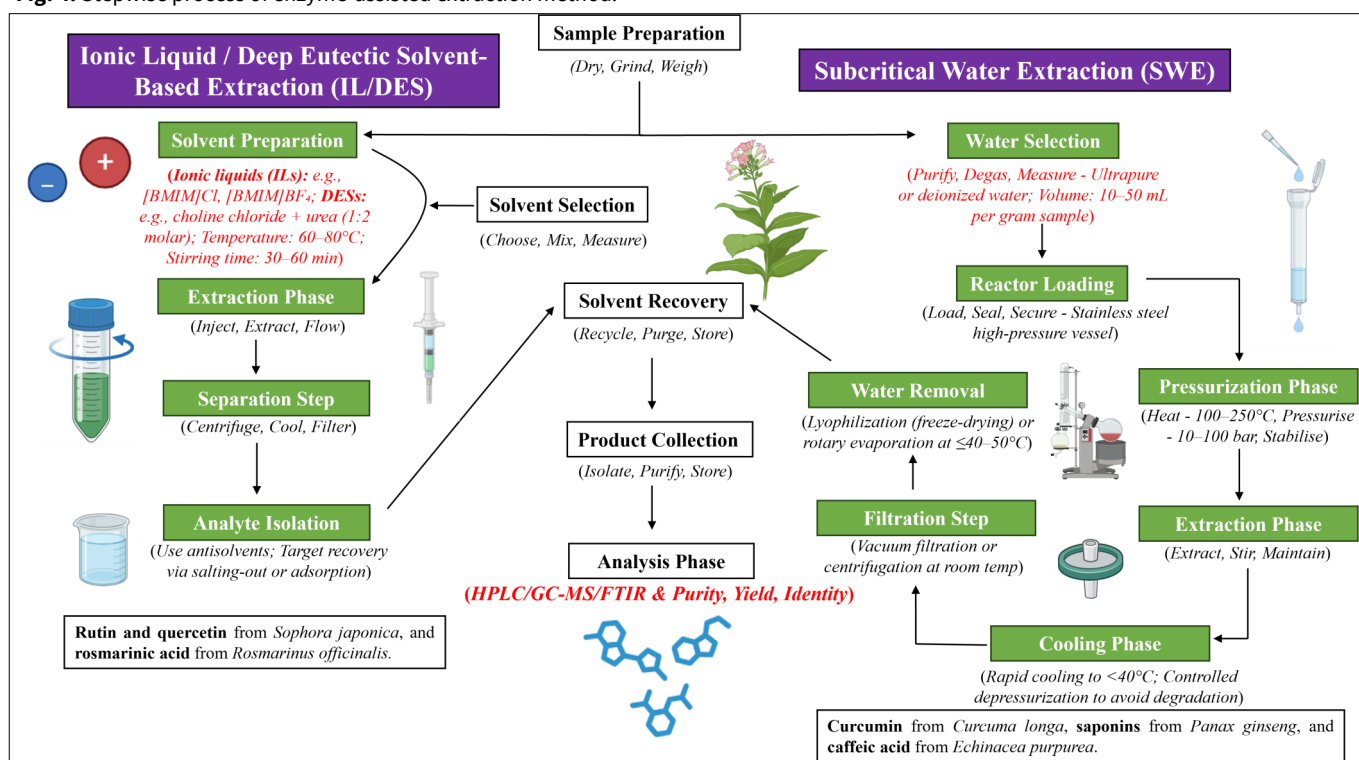 Fig. 4. Stepwise process of enzyme-assisted extraction method.
Sample Preparation
(Dry, Grind, Weigh)
Ionic Liquid / Deep Eutectic Solvent-
Based Extraction (IL/DES)
Subcritical Water Extraction (SWE)
Solvent Preparation
(Ionic liquids (ILs): e.g.,
[BMIM]Cl, [BMIM]BF₄; DESs:
e.g., choline chloride + urea (1:2
molar); Temperature: 60–80°C;
Stirring time: 30–60 min)
−
+
Solvent Selection
(Choose, Mix, Measure)
Extraction Phase
(Inject, Extract, Flow)
Separation Step
(Centrifuge, Cool, Filter)
Analyte Isolation
(Use antisolvents; Target recovery
via salting-out or adsorption)
Rutin and quercetin from Sophora japonica, and
rosmarinic acid from Rosmarinus officinalis.
Solvent Recovery
(Recycle, Purge, Store)
Product Collection
(Isolate, Purify, Store)
Analysis Phase
(HPLC/GC-MS/FTIR & Purity, Yield, Identity)
Water Selection
(Purify, Degas, Measure - Ultrapure
or deionized water; Volume: 10–50 mL
per gram sample)
Reactor Loading
(Load, Seal, Secure - Stainless steel
high-pressure vessel)
Pressurization Phase
(Heat - 100–250°C, Pressurise
- 10–100 bar, Stabilise)
Extraction Phase
(Extract, Stir, Maintain)
Cooling Phase
(Rapid cooling to <40°C; Controlled
depressurization to avoid degradation)
Filtration Step
(Vacuum filtration or
centrifugation at room temp)
Water Removal
(Lyophilization (freeze-drying) or
rotary evaporation at ≤40–50°C)
Curcumin from Curcuma longa, saponins from Panax ginseng, and
caffeic acid from Echinacea purpurea.